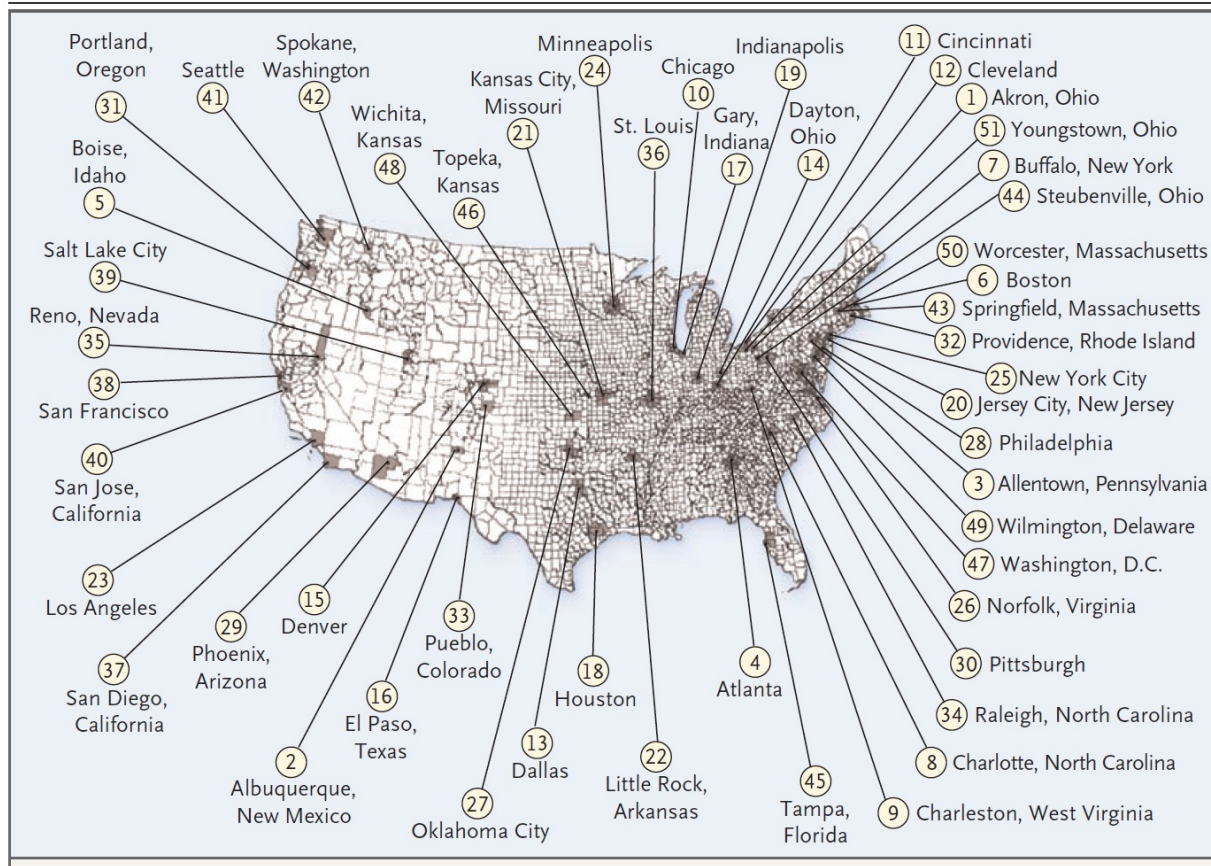 Portland,
Oregon
31
Seattle
41
Spokane,
Washington
42
Boise,
Idaho
5
Wichita,
Kansas
48
Topeka,
Kansas
46
Kansas City,
Missouri
21
Minneapolis
24
St. Louis
36
Chicago
10
Gary,
Indiana
17
Indianapolis
19
Dayton,
Ohio
14
11 Cincinnati
12 Cleveland
1 Akron, Ohio
51 Youngstown, Ohio
7 Buffalo, New York
44 Steubenville, Ohio
50 Worcester, Massachusetts
6 Boston
43 Springfield, Massachusetts
32 Providence, Rhode Island
25 New York City
20 Jersey City, New Jersey
28 Philadelphia
3 Allentown, Pennsylvania
49 Wilmington, Delaware
47 Washington, D.C.
26 Norfolk, Virginia
30 Pittsburgh
34 Raleigh, North Carolina
8 Charlotte, North Carolina
9 Charleston, West Virginia
Salt Lake City
39
Reno, Nevada
35
38
San Francisco
40
San Jose,
California
23
Los Angeles
37
San Diego,
California
29
Phoenix,
Arizona
15
Denver
2
Albuquerque,
New Mexico
16
El Paso,
Texas
33
Pueblo,
Colorado
27
Oklahoma City
13
Dallas
18
Houston
22
Little Rock,
Arkansas
4
Atlanta
45
Tampa,
Florida